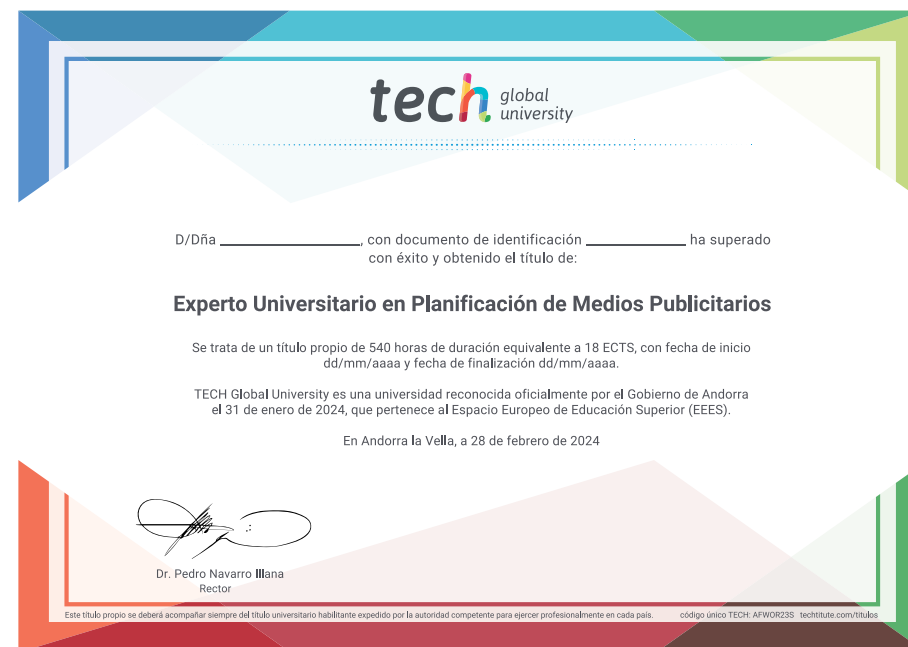 tech global university
D/Dña ____________________, con documento de identificación ______________ ha superado
con éxito y obtenido el título de:
Experto Universitario en Planificación de Medios Publicitarios
Se trata de un título propio de 540 horas de duración equivalente a 18 ECTS, con fecha de inicio
dd/mm/aaaa y fecha de finalización dd/mm/aaaa.
TECH Global University es una universidad reconocida oficialmente por el Gobierno de Andorra
el 31 de enero de 2024, que pertenece al Espacio Europeo de Educación Superior (EEES).
En Andorra la Vella, a 28 de febrero de 2024
Dr. Pedro Navarro Illana
Rector
Este título propio se deberá acompañar siempre del título universitario habilitante expedido por la autoridad competente para ejercer profesionalmente en cada país. código único TECH: AFWOR23S techtitute.com/titulos